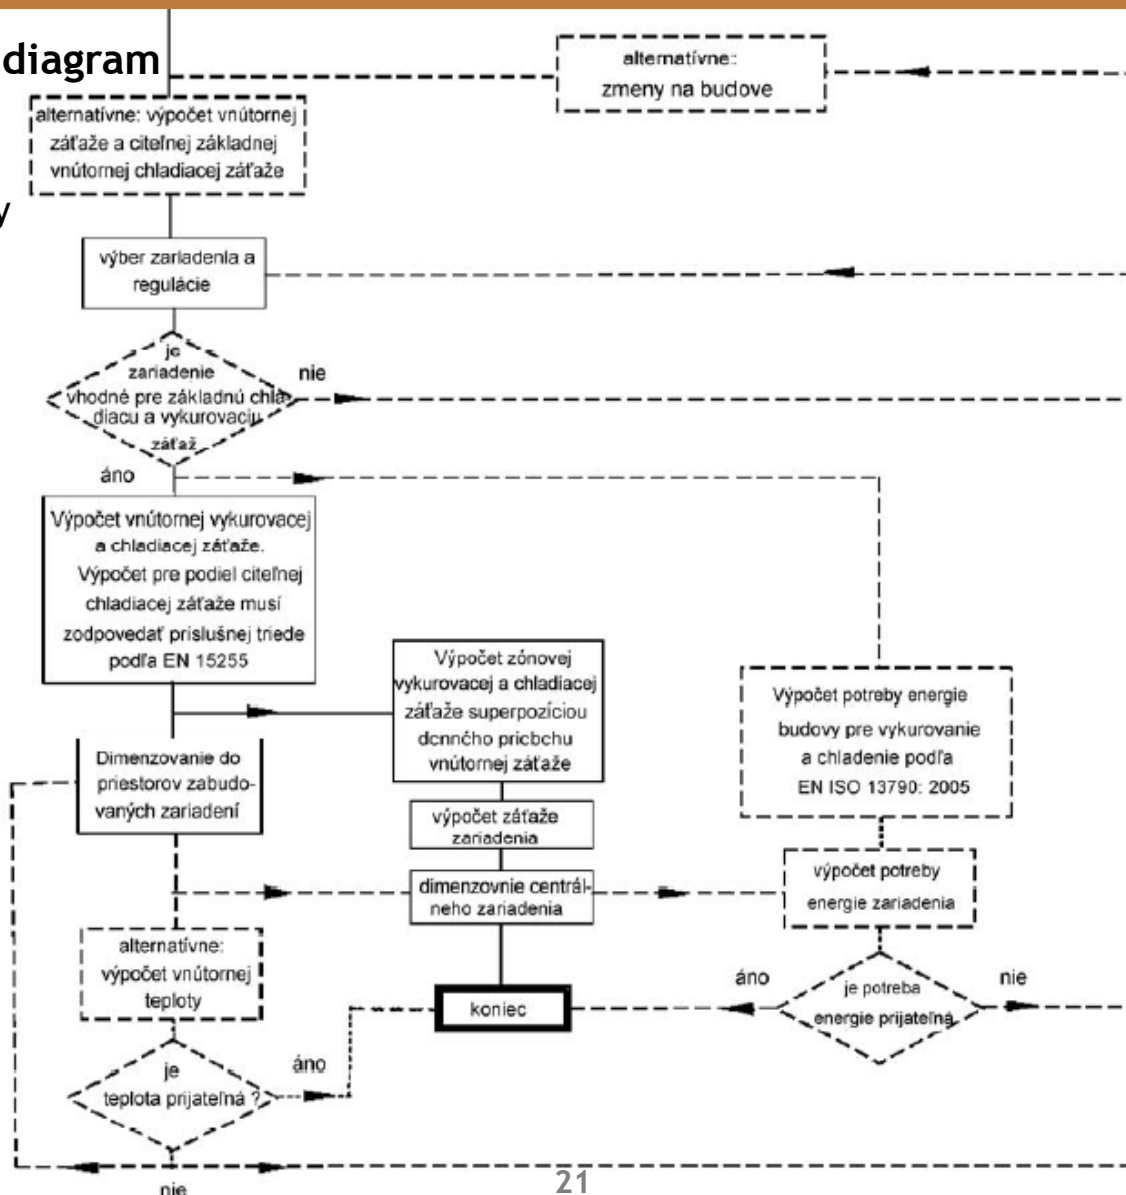 diagram
alternatívne:
zmeny na budove
alternatívne: výpočet vnútornej
záťaže a citeľnej základnej
vnútornej chladiacej záťaže
y
výber zariadenia a
regulácie
je
zariadenie
vhodné pre základnú chla-
diacu a vykurovaciu
záťaž
nie
áno
Výpočet vnútornej vykurovacej
a chladiacej záťaže.
Výpočet pre podiel citeľnej
chladiacej záťaže musí
zodpovedať príslušnej triede
podľa EN 15255
Výpočet zónovej
vykurovacej a chladiacej
záťaže superpozíciou
vnútornej záťaže
Výpočet potreby energie
budovy pre vykurovanie
a chladenie podľa
EN ISO 13790: 2005
Dimenzovanie do
priestorov zabudo-
vaných zariadení
výpočet záťaže
zariadenia
dimenzovnie centrál-
neho zariadenia
výpočet potreby
energie zariadenia
alternatívne:
výpočet vnútornej
teploty
koniec
áno
je potreba
energie prijateľná
nie
je
teplota prijateľná ?
áno
nie
21